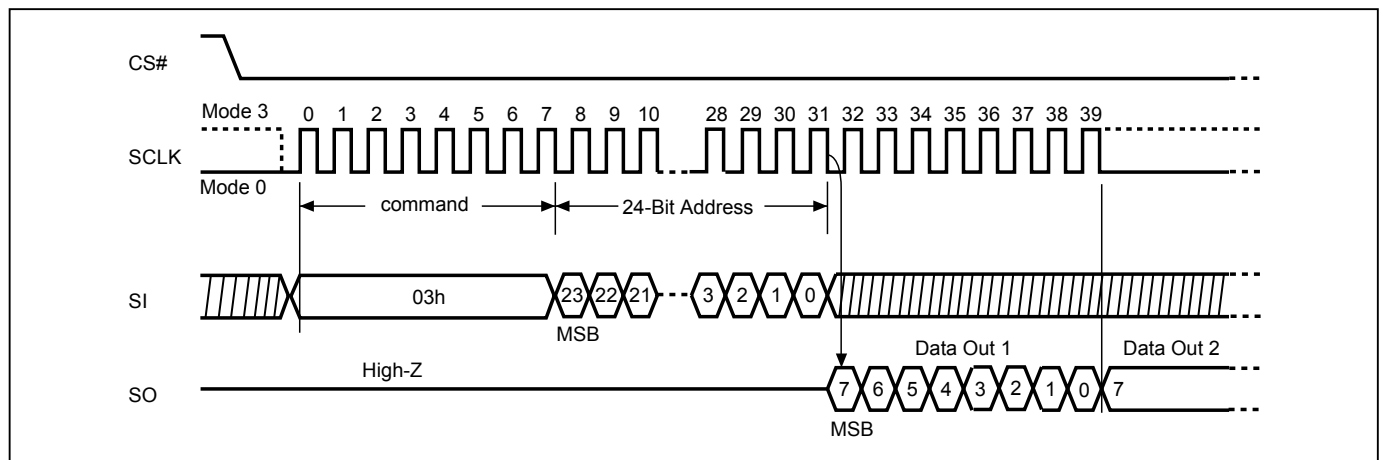 CS#
Mode 3
0 1 2 3 4 5 6 7 8 9 10 28 29 30 31 32 33 34 35 36 37 38 39
SCLK
Mode 0
command
24-Bit Address
SI
03h
23 22 21 3 2 1 0
MSB
Data Out 1
Data Out 2
High-Z
SO
7 6 5 4 3 2 1 0 7
MSB